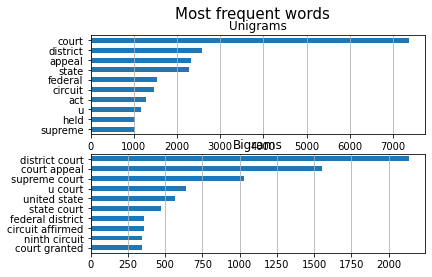 Most frequent words
Unigrams
court
district
appeal
state
federal
circuit
act
u
held
supreme
0 1000 2000 3000 4000 5000 6000 7000
Bigrams
district court
court appeal
supreme court
u court
united state
state court
federal district
circuit affirmed
ninth circuit
court granted
0 250 500 750 1000 1250 1500 1750 2000